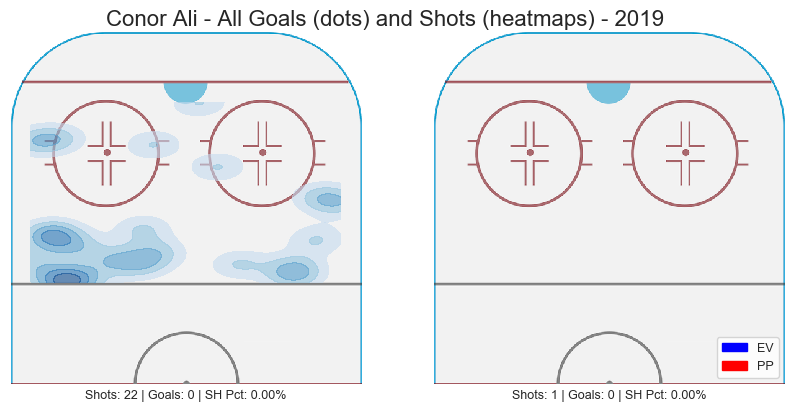 Conor Ali - All Goals (dots) and Shots (heatmaps) - 2019
EV
PP
Shots: 22 | Goals: 0 | SH Pct: 0.00%
Shots: 1 | Goals: 0 | SH Pct: 0.00%